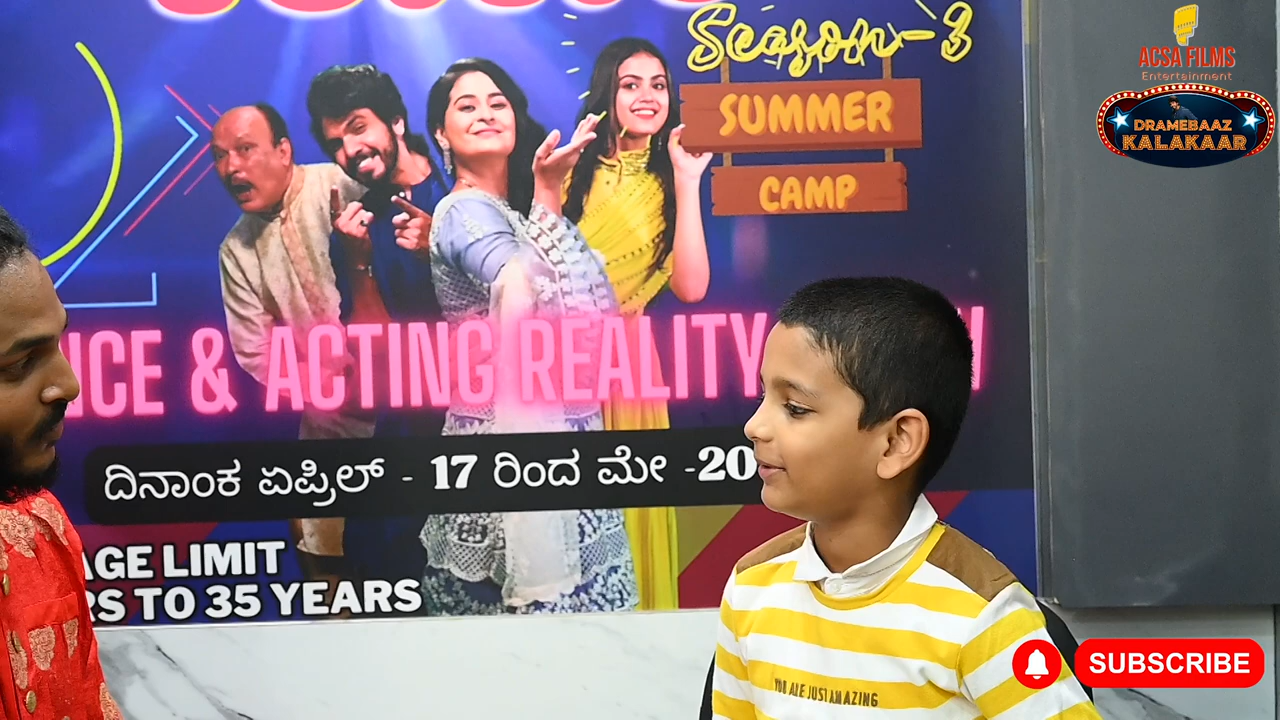 Season-3
SUMMER
CAMP
ACSA FILMS
Entertainment
DRAMEBAAZ
KALAKAAR
NCE & ACTING REALITY
ದಿನಾಂಕ ಏಪ್ರಿಲ್ - 17 ರಿಂದ ಮೇ -20
AGE LIMIT
RS TO 35 YEARS
YOU ARE JUST AMAZING
SUBSCRIBE